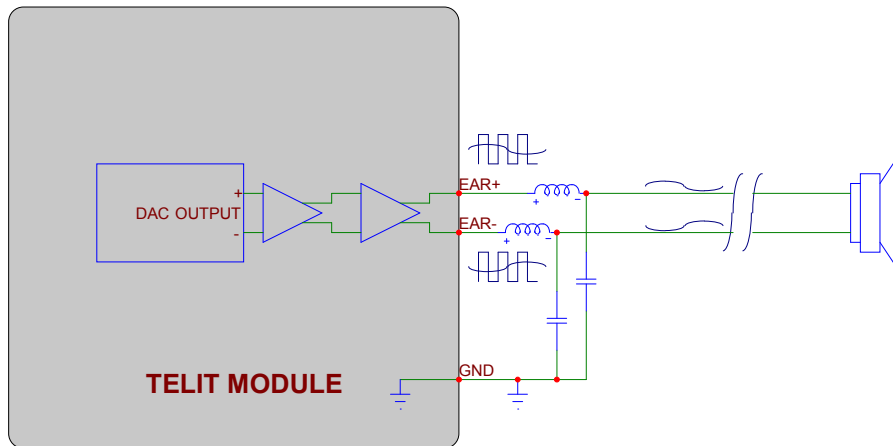 EAR+
+
DAC OUTPUT
-
EAR-
+ -
+ -
GND
TELIT MODULE